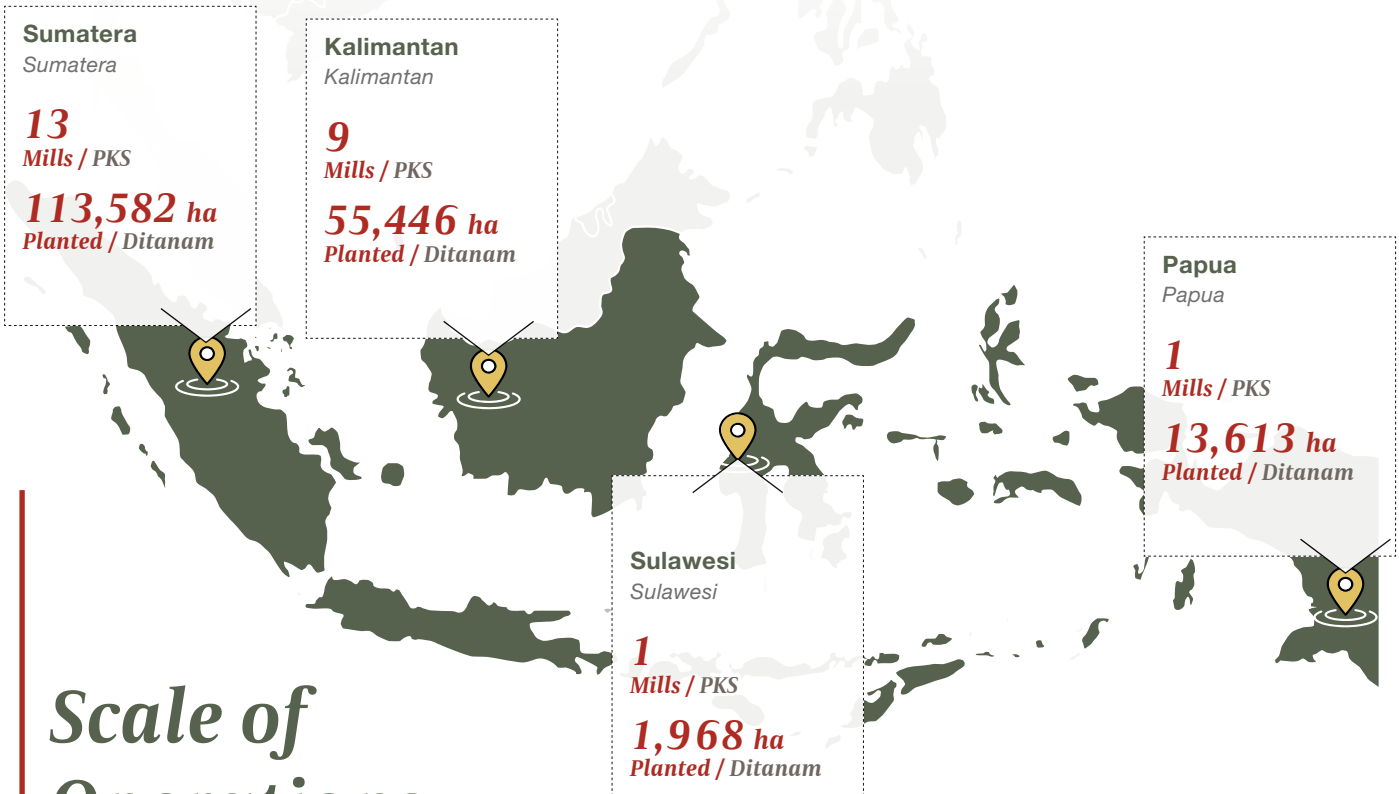 Sumatera
Sumatera
13
Mills / PKS
113,582 ha
Planted / Ditanam
Kalimantan
Kalimantan
9
Mills / PKS
55,446 ha
Planted / Ditanam
Papua
Papua
1
Mills / PKS
13,613 ha
Planted / Ditanam
Sulawesi
Sulawesi
1
Mills / PKS
1,968 ha
Planted / Ditanam
Scale of
Operations